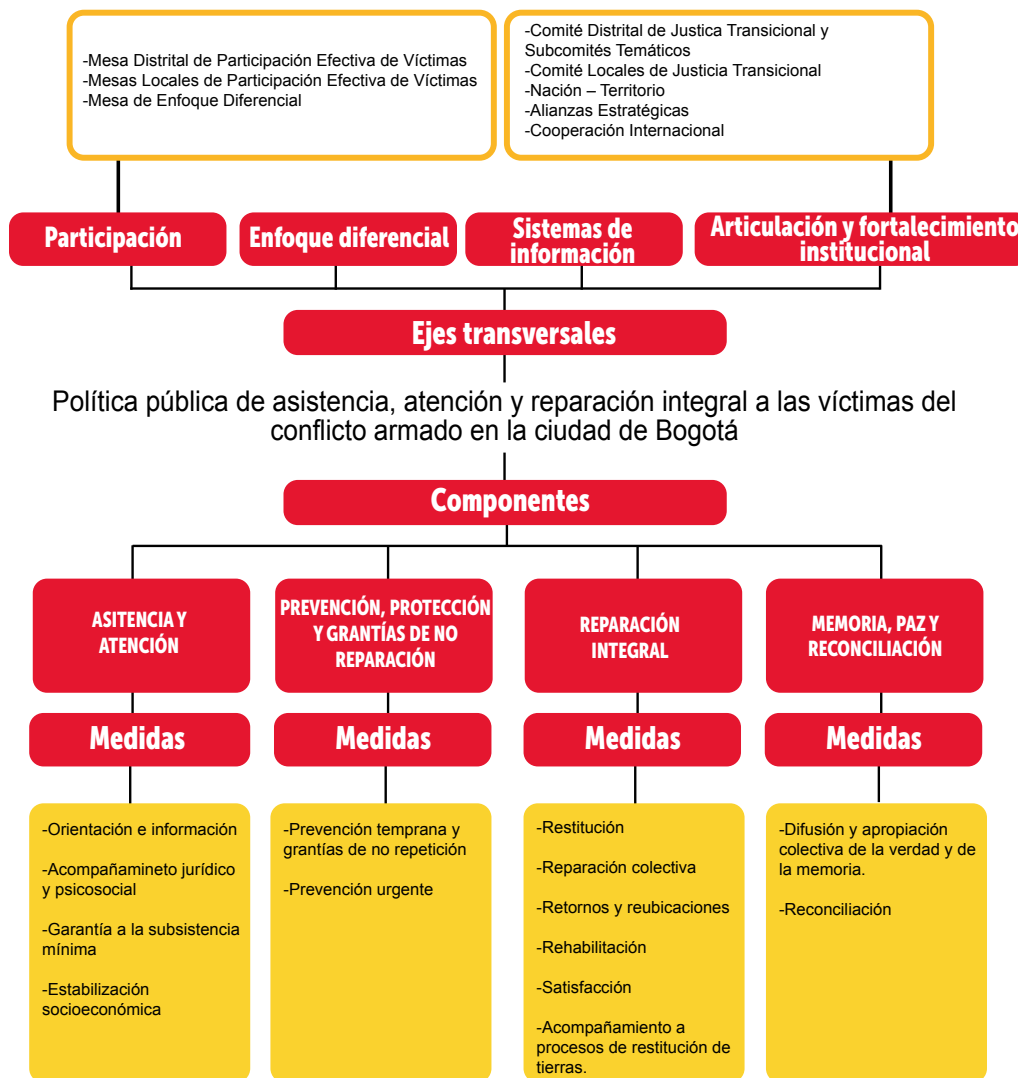 -Mesa Distrital de Participación Efectiva de Víctimas
-Mesas Locales de Participación Efectiva de Víctimas
-Mesa de Enfoque Diferencial
-Comité Distrital de Justica Transicional y
Subcomités Temáticos
-Comité Locales de Justicia Transicional
-Nación – Territorio
-Alianzas Estratégicas
-Cooperación Internacional
Participación
Enfoque diferencial
Sistemas de
información
Articulación y fortalecimiento
institucional
Ejes transversales
Política pública de asistencia, atención y reparación integral a las víctimas del
conflicto armado en la ciudad de Bogotá
Componentes
ASITENCIA Y
ATENCIÓN
PREVENCIÓN, PROTECCIÓN
Y GRANTÍAS DE NO
REPARACIÓN
REPARACIÓN
INTEGRAL
MEMORIA, PAZ Y
RECONCILIACIÓN
Medidas
Medidas
Medidas
Medidas
-Orientación e información
-Acompañamineto jurídico
y psicosocial
-Garantía a la subsistencia
mínima
-Estabilización
socioeconómica
-Prevención temprana y
grantías de no repetición
-Prevención urgente
-Restitución
-Reparación colectiva
-Retornos y reubicaciones
-Rehabilitación
-Satisfacción
-Acompañamiento a
procesos de restitución de
tierras.
-Difusión y apropiación
colectiva de la verdad y de
la memoria.
-Reconciliación